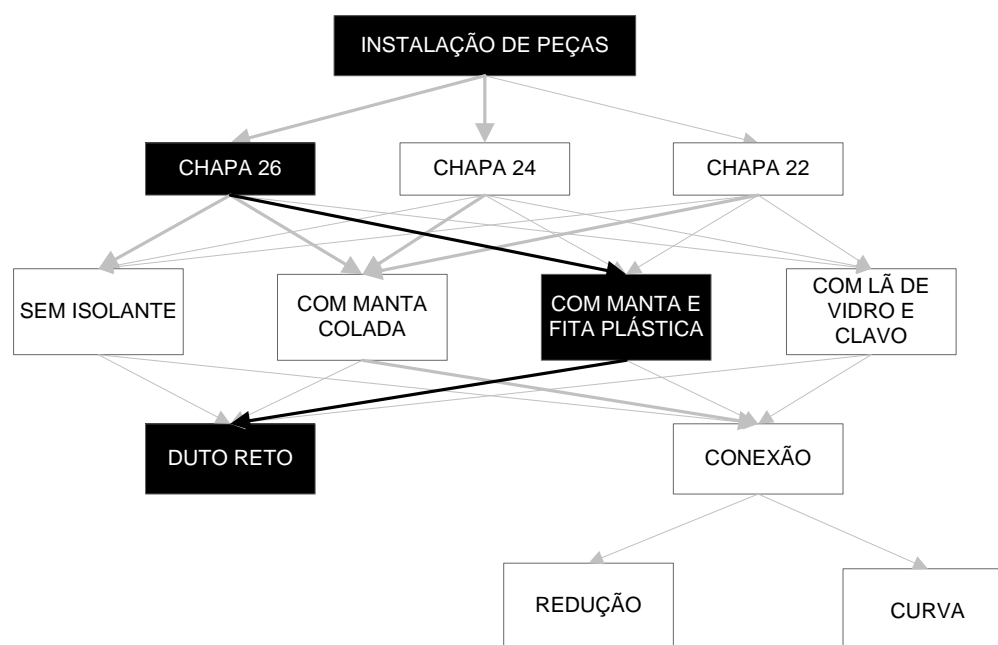 INSTALAÇÃO DE PEÇAS
CHAPA 26
CHAPA 24
CHAPA 22
SEM ISOLANTE
COM MANTA
COLADA
COM MANTA E
FITA PLÁSTICA
COM LÃ DE
VIDRO E
CLAVO
DUTO RETO
CONEXÃO
REDUÇÃO
CURVA